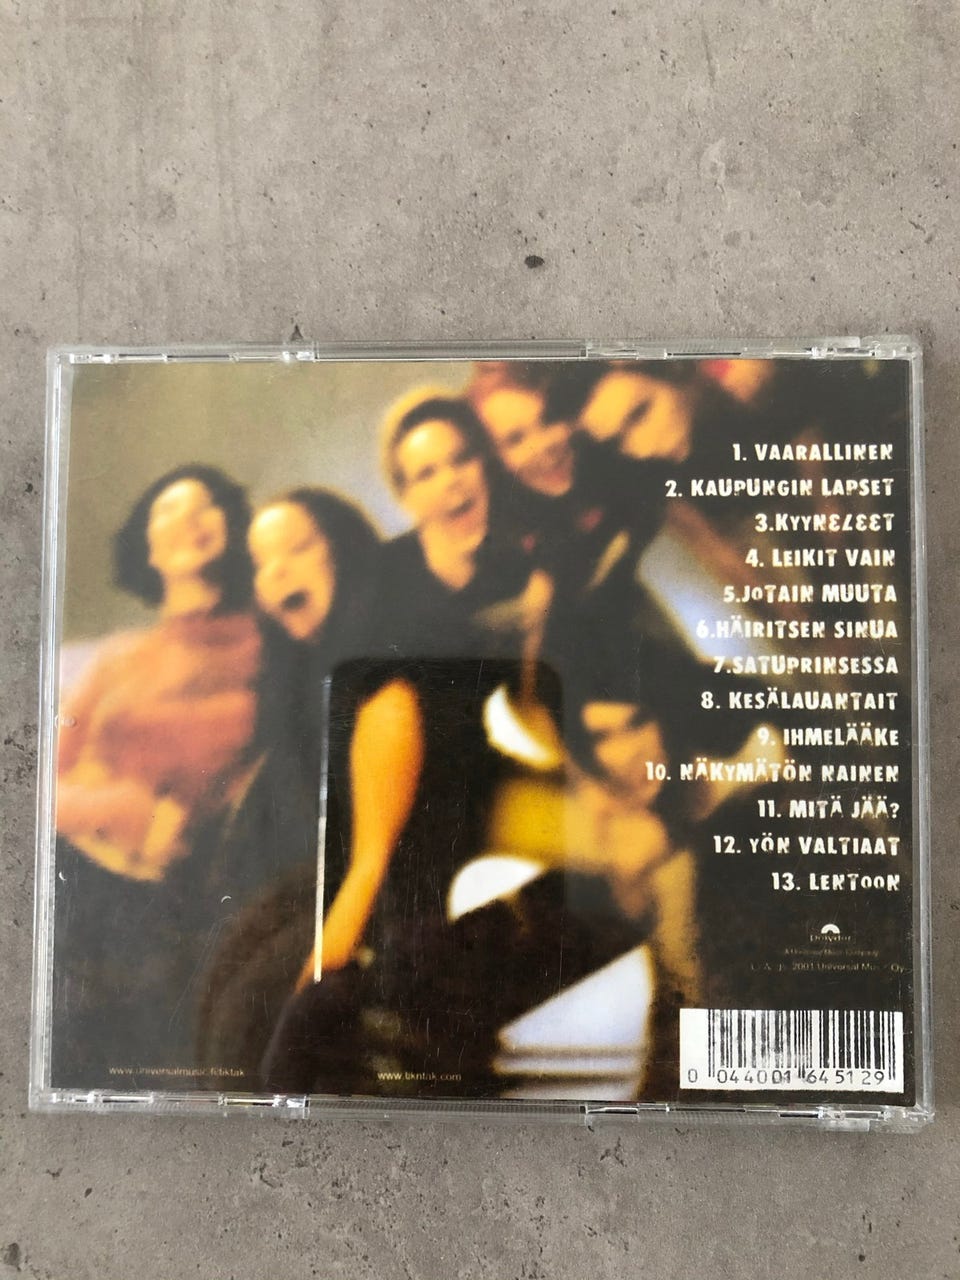 1. VAARALLINEN
2. KAUPUNGIN LAPSET
3.KYYNELEET
4. LEIKIT VAIN
5.JOTAIN MUUTA
6.HÄIRITSEN SINUA
7.SATUPRINSESSA
8. KESÄLAUANTAIT
9. IHMELÄÄKE
10. NÄKYMÄTÖN NAINEN
11. MITÄ JÄÄ?
12. YÖN VALTIAAT
13. LENTOON
Polydor
2001 Universal Music Oy
www.universalmusic.fi/tiktak
www.tikntak.com
0 044001 645129